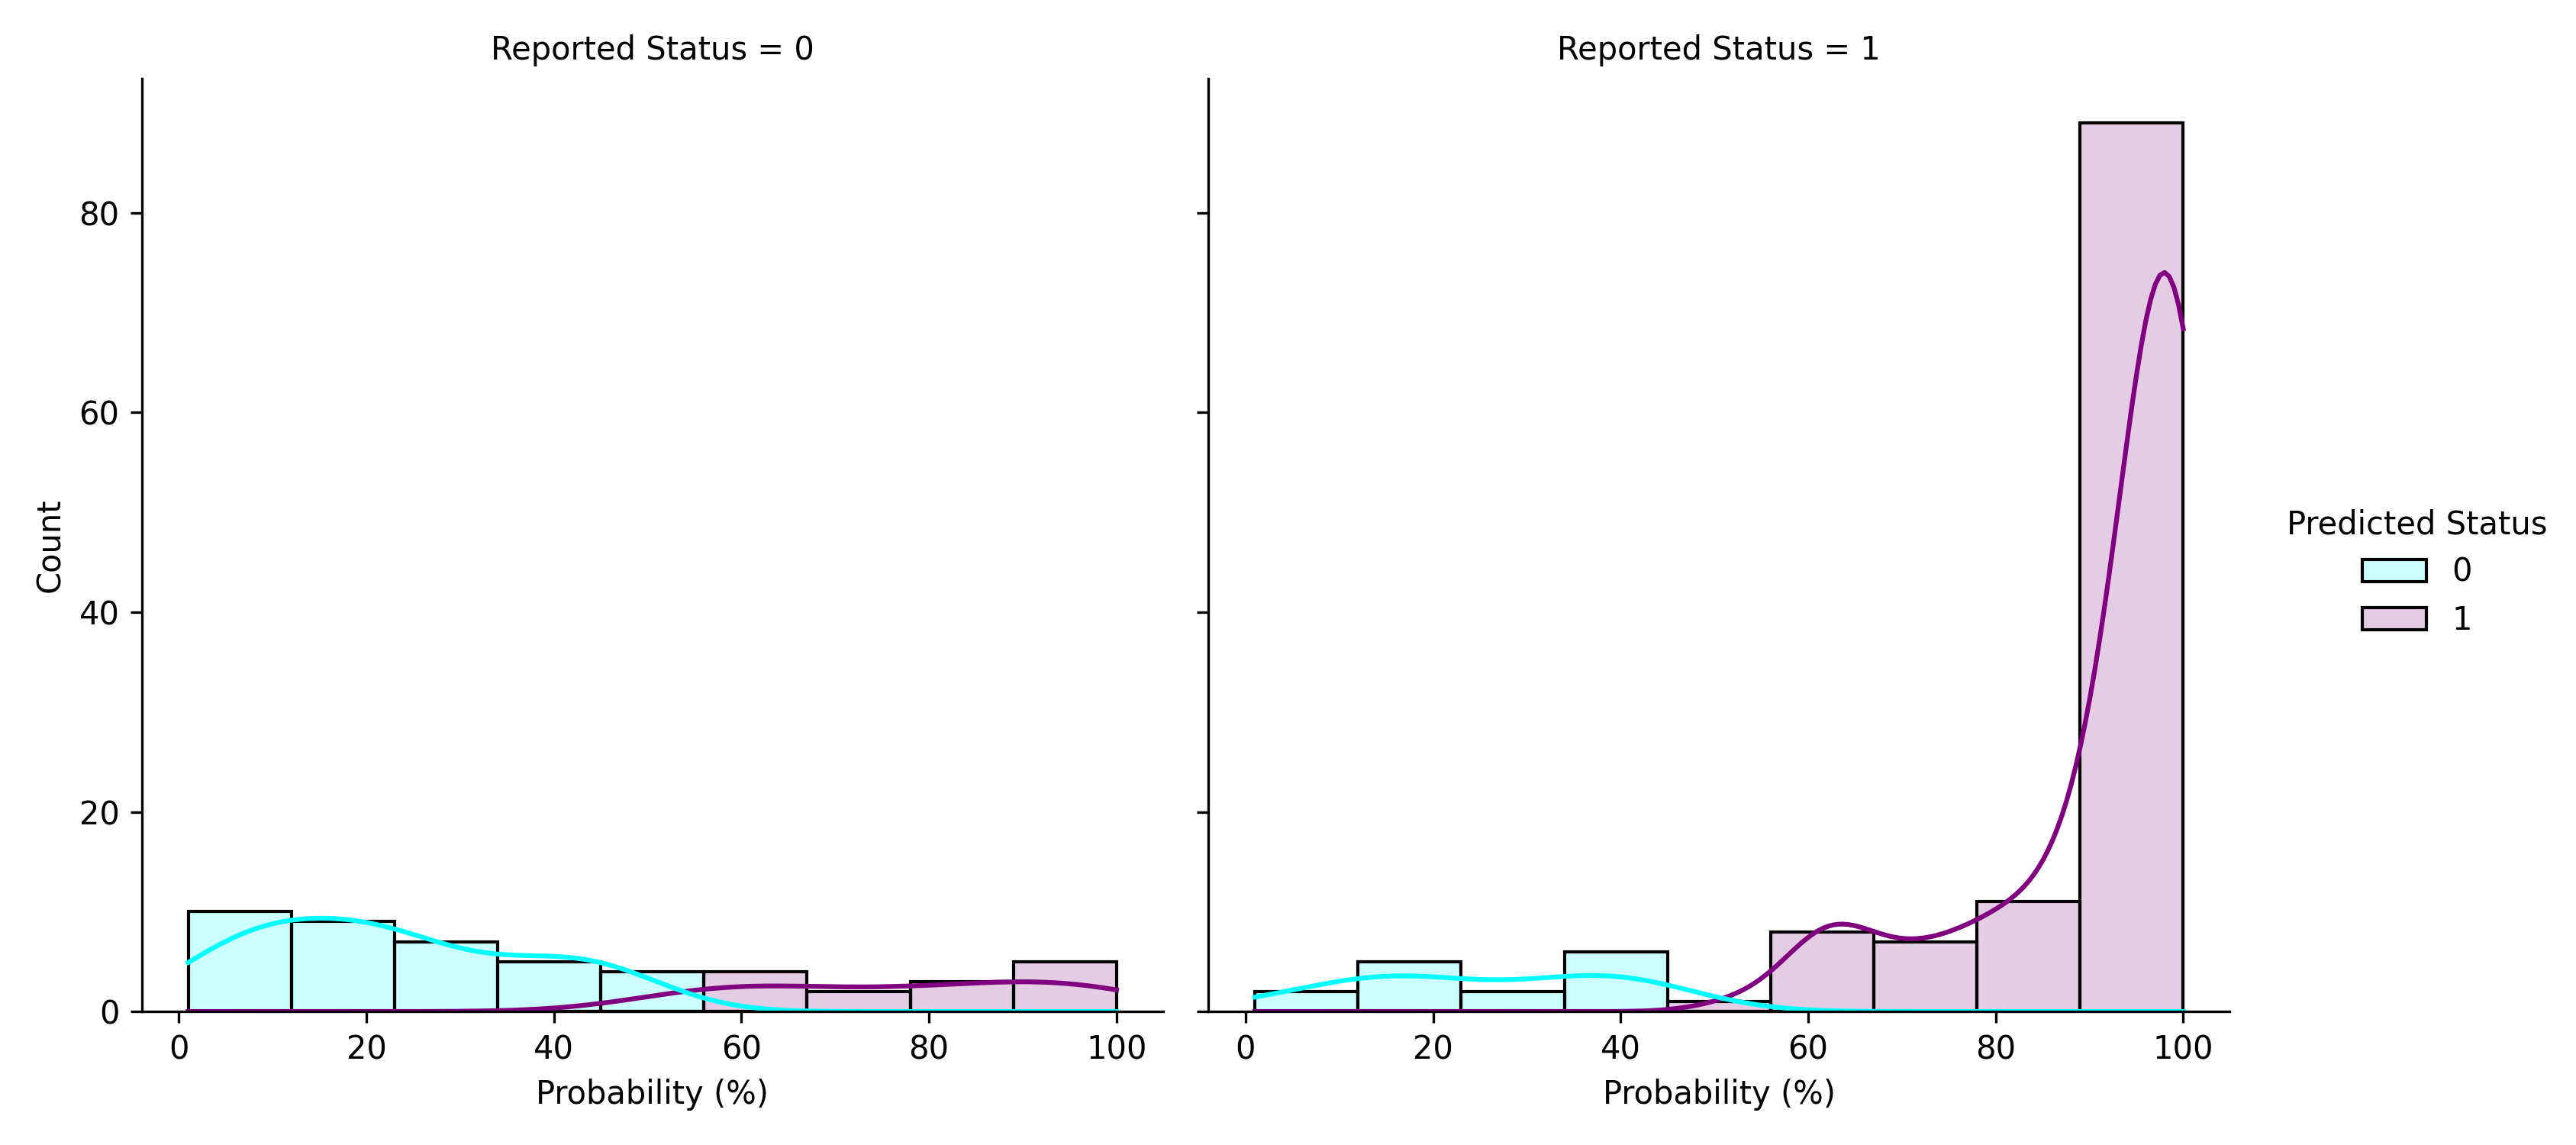 Reported Status = 0
Reported Status = 1
80
60
40
20
0
Count
0 20 40 60 80 100
0 20 40 60 80 100
Probability (%)
Probability (%)
Predicted Status
0
1